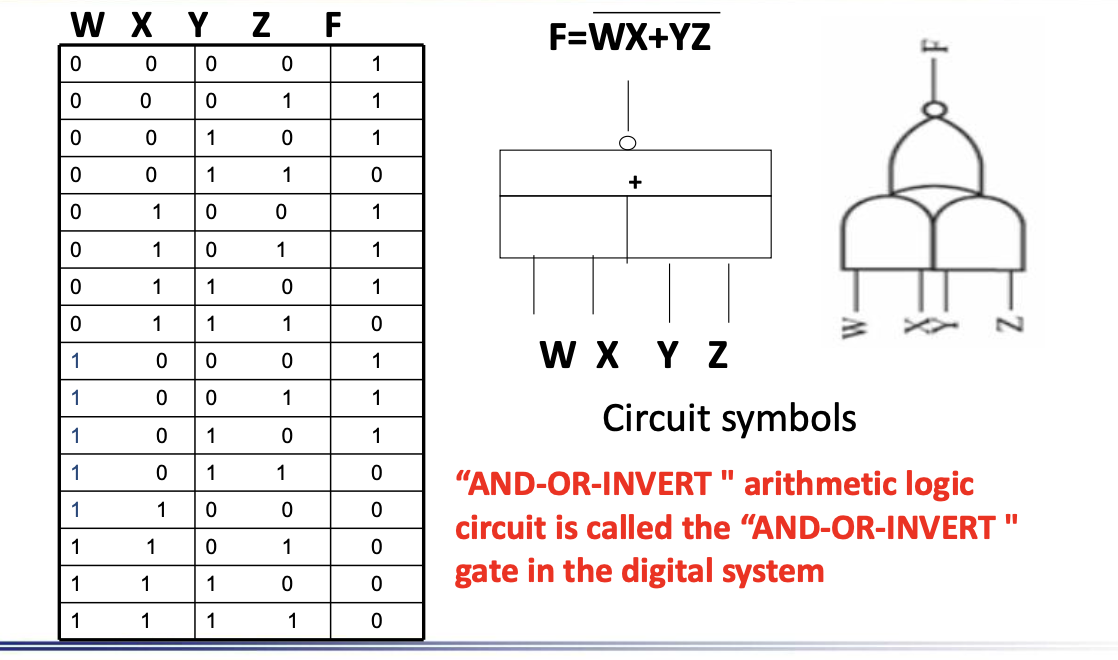 W X Y Z F
0 0 0 0 1
0 0 0 1 1
0 0 1 0 1
0 0 1 1 0
0 1 0 0 1
0 1 0 1 1
0 1 1 0 1
0 1 1 1 0
1 0 0 0 1
1 0 0 1 1
1 0 1 0 1
1 0 1 1 0
1 1 0 0 0
1 1 0 1 0
1 1 1 0 0
1 1 1 1 0
F=W̅X̅+̅Y̅Z̅
+
W X Y Z
F
W X Y Z
Circuit symbols
“AND-OR-INVERT " arithmetic logic
circuit is called the “AND-OR-INVERT "
gate in the digital system